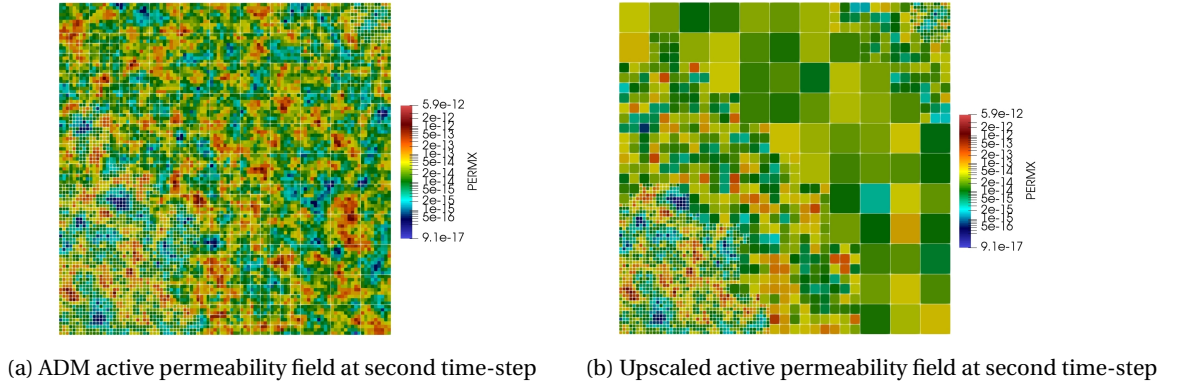 5.9e-12
2e-12
1e-12
5e-13
2e-13
1e-13
5e-14
2e-14
1e-14
5e-15
2e-15
1e-15
5e-16
9.1e-17
PERMX
5.9e-12
2e-12
1e-12
5e-13
2e-13
1e-13
5e-14
2e-14
1e-14
5e-15
2e-15
1e-15
5e-16
9.1e-17
PERMX
(a) ADM active permeability field at second time-step
(b) Upscaled active permeability field at second time-step